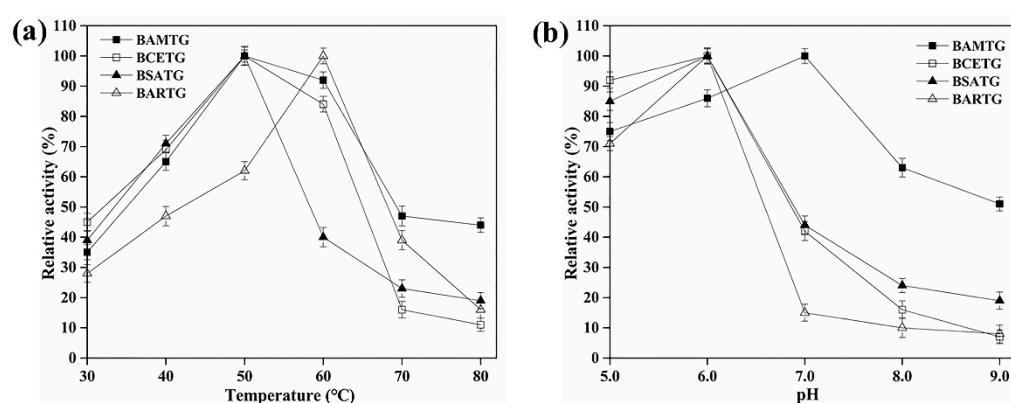 (a)
BAMTG
BCETG
BSATG
BARTG
Relative activity (%)
110
100
90
80
70
60
50
40
30
20
10
0
30 40 50 60 70 80
Temperature (°C)
(b)
BAMTG
BCETG
BSATG
BARTG
Relative activity (%)
110
100
90
80
70
60
50
40
30
20
10
0
5.0 6.0 7.0 8.0 9.0
pH